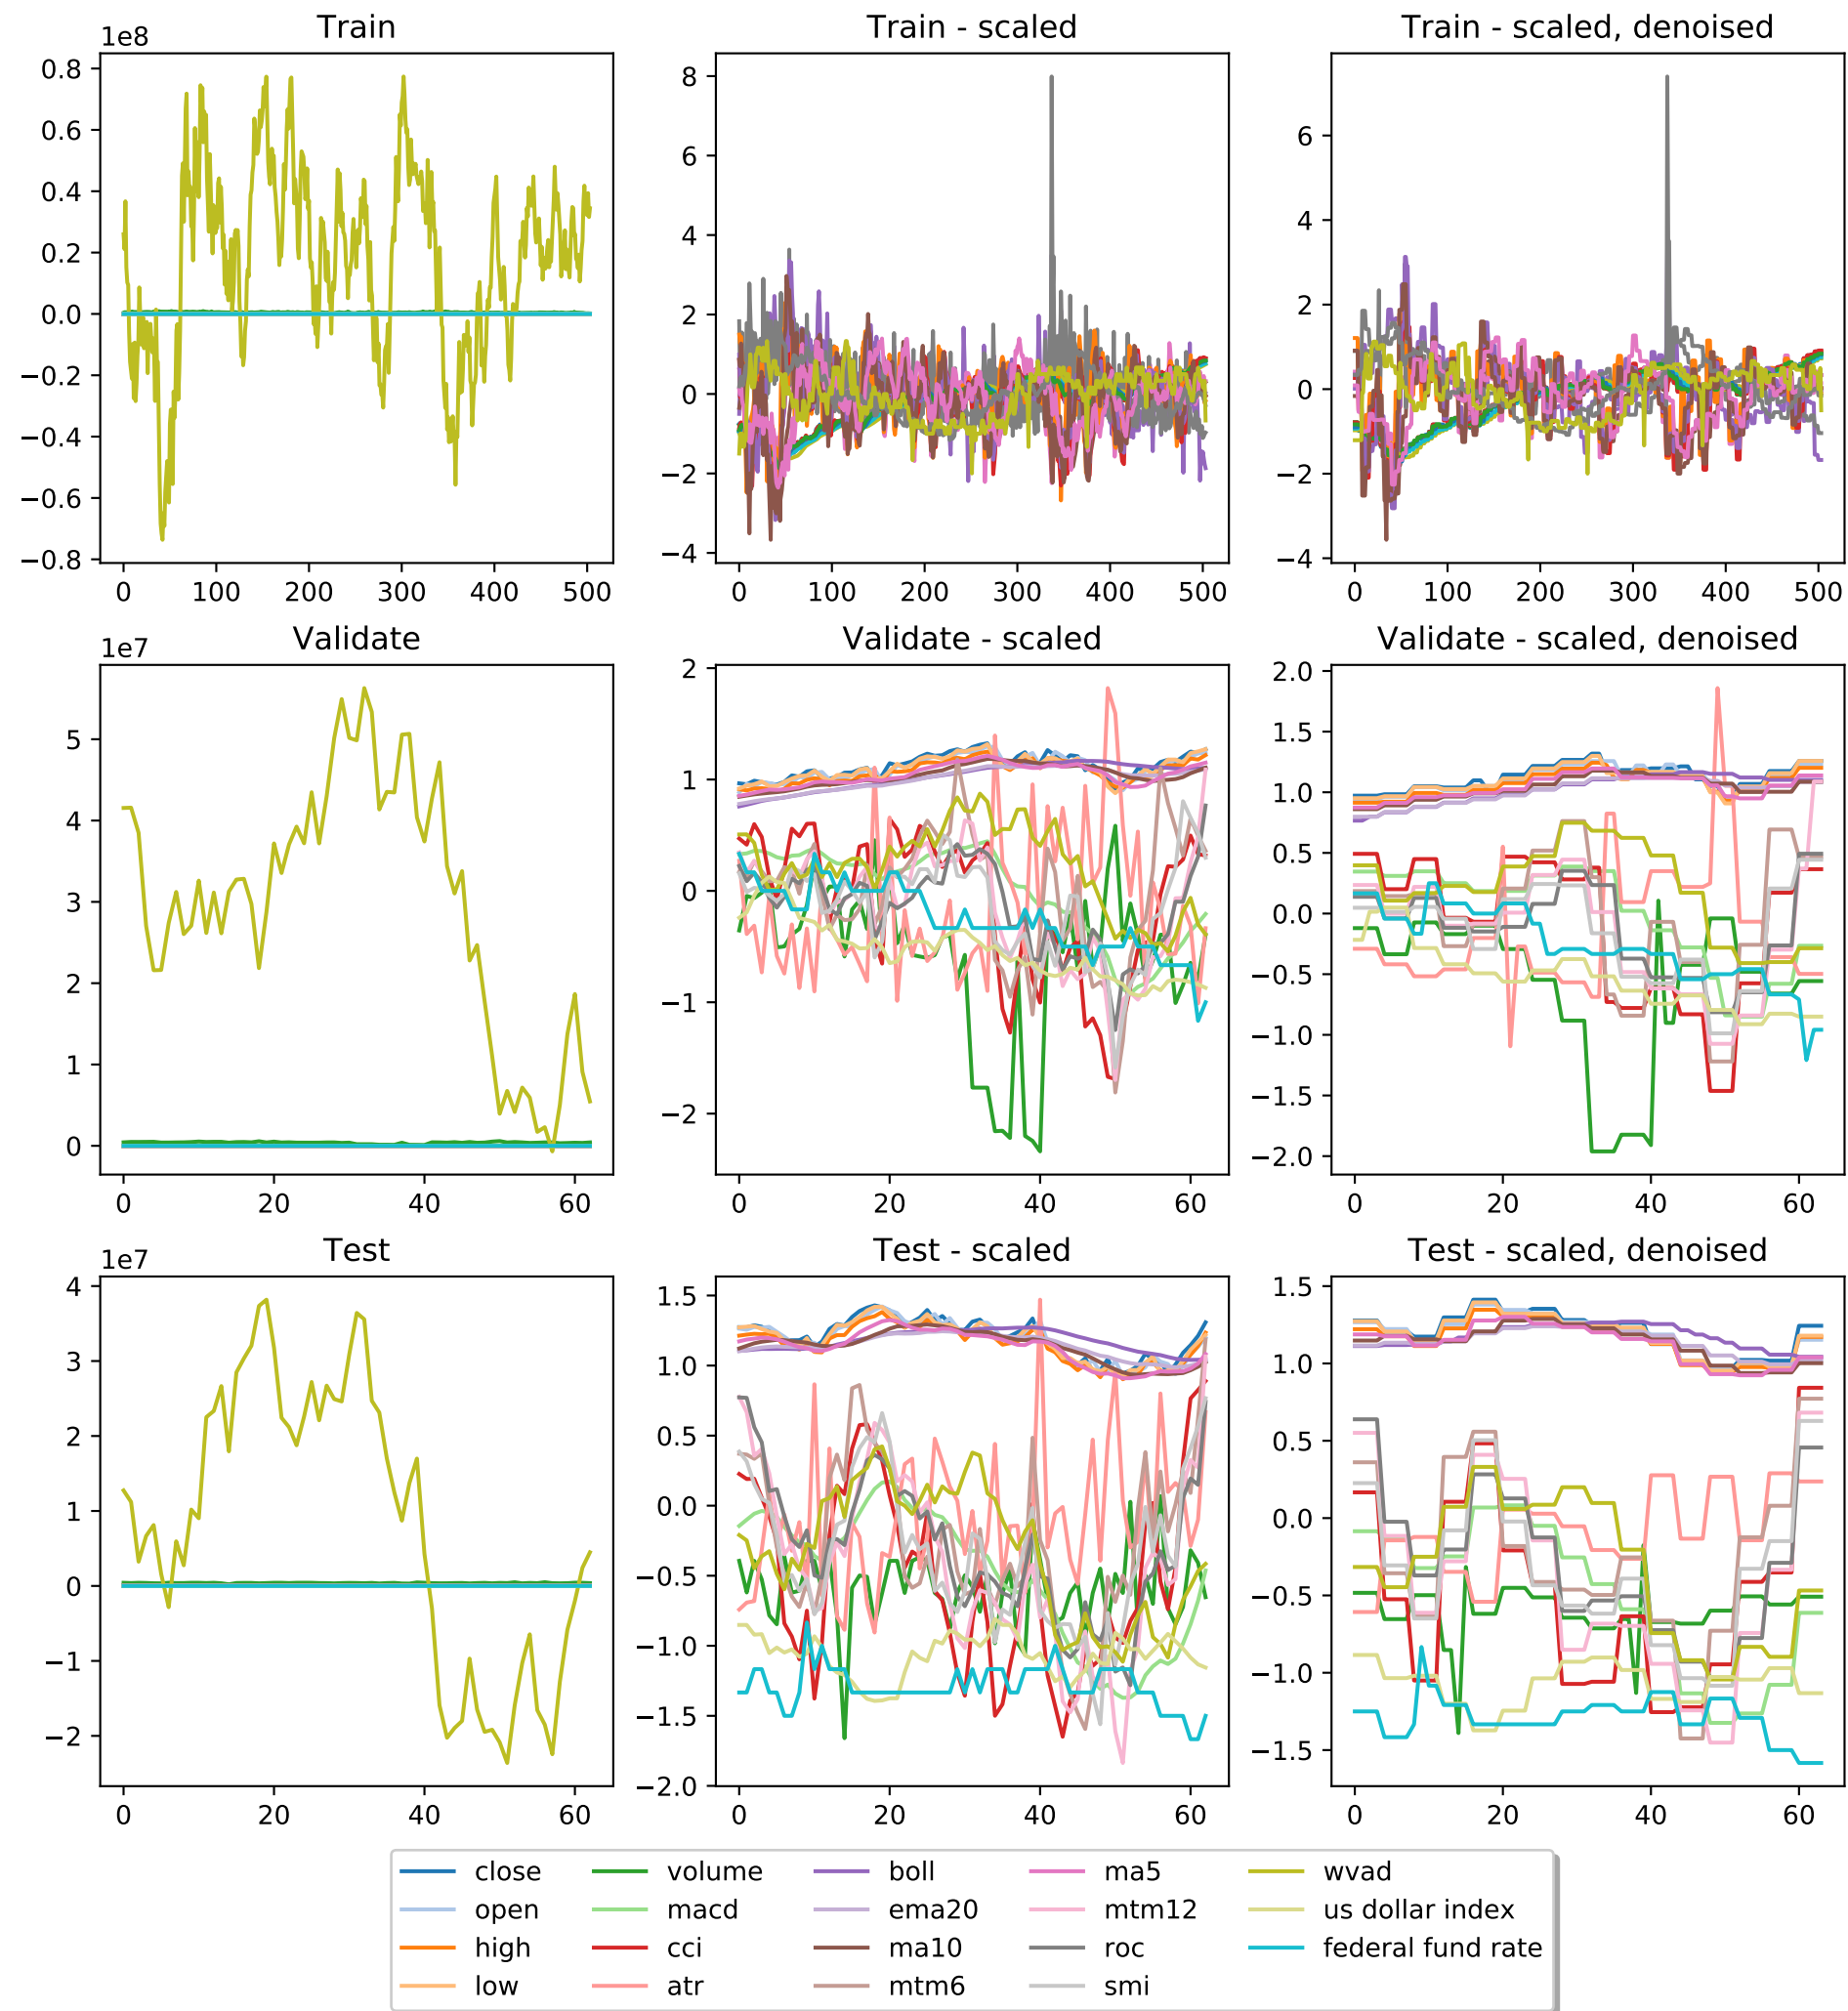 Train
1e8
0.8
0.6
0.4
0.2
0.0
−0.2
−0.4
−0.6
−0.8
0 100 200 300 400 500
Train - scaled
8
6
4
2
0
−2
−4
0 100 200 300 400 500
Train - scaled, denoised
6
4
2
0
−2
−4
0 100 200 300 400 500
Validate
1e7
5
4
3
2
1
0
0 20 40 60
Validate - scaled
2
1
0
−1
−2
0 20 40 60
Validate - scaled, denoised
2.0
1.5
1.0
0.5
0.0
−0.5
−1.0
−1.5
−2.0
0 20 40 60
Test
1e7
4
3
2
1
0
−1
−2
0 20 40 60
Test - scaled
1.5
1.0
0.5
0.0
−0.5
−1.0
−1.5
−2.0
0 20 40 60
Test - scaled, denoised
1.5
1.0
0.5
0.0
−0.5
−1.0
−1.5
0 20 40 60
close
open
high
low
volume
macd
cci
atr
boll
ema20
ma10
mtm6
ma5
mtm12
roc
smi
wvad
us dollar index
federal fund rate